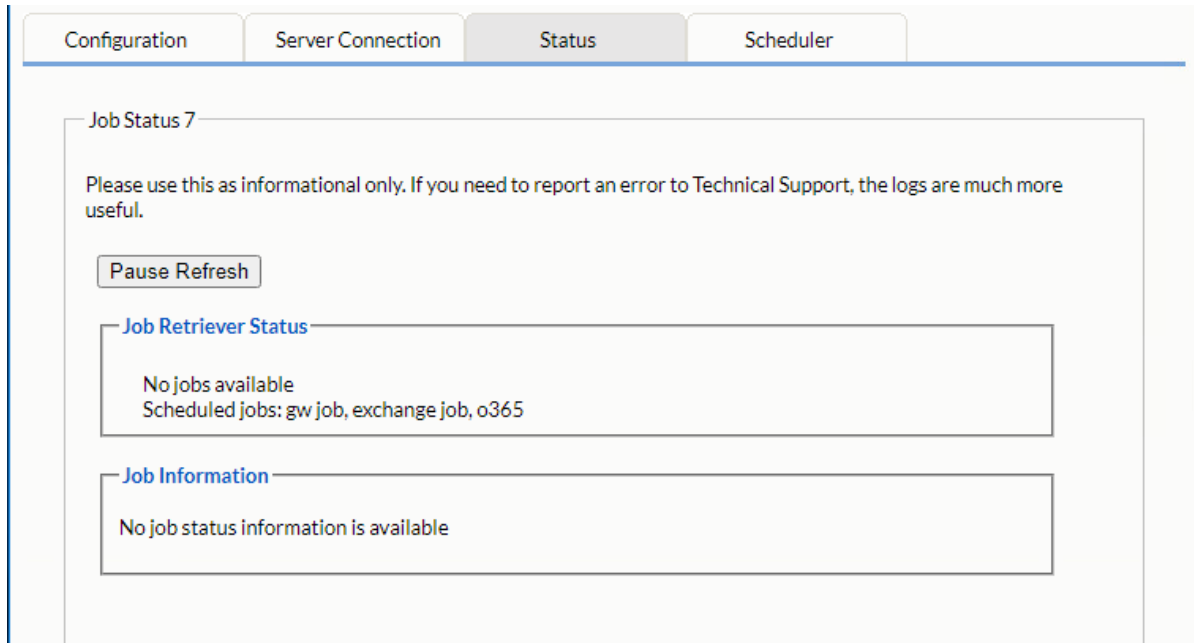 Configuration
Server Connection
Status
Scheduler
Job Status 7
Please use this as informational only. If you need to report an error to Technical Support, the logs are much more
useful.
Pause Refresh
Job Retriever Status
No jobs available
Scheduled jobs: gw job, exchange job, o365
Job Information
No job status information is available